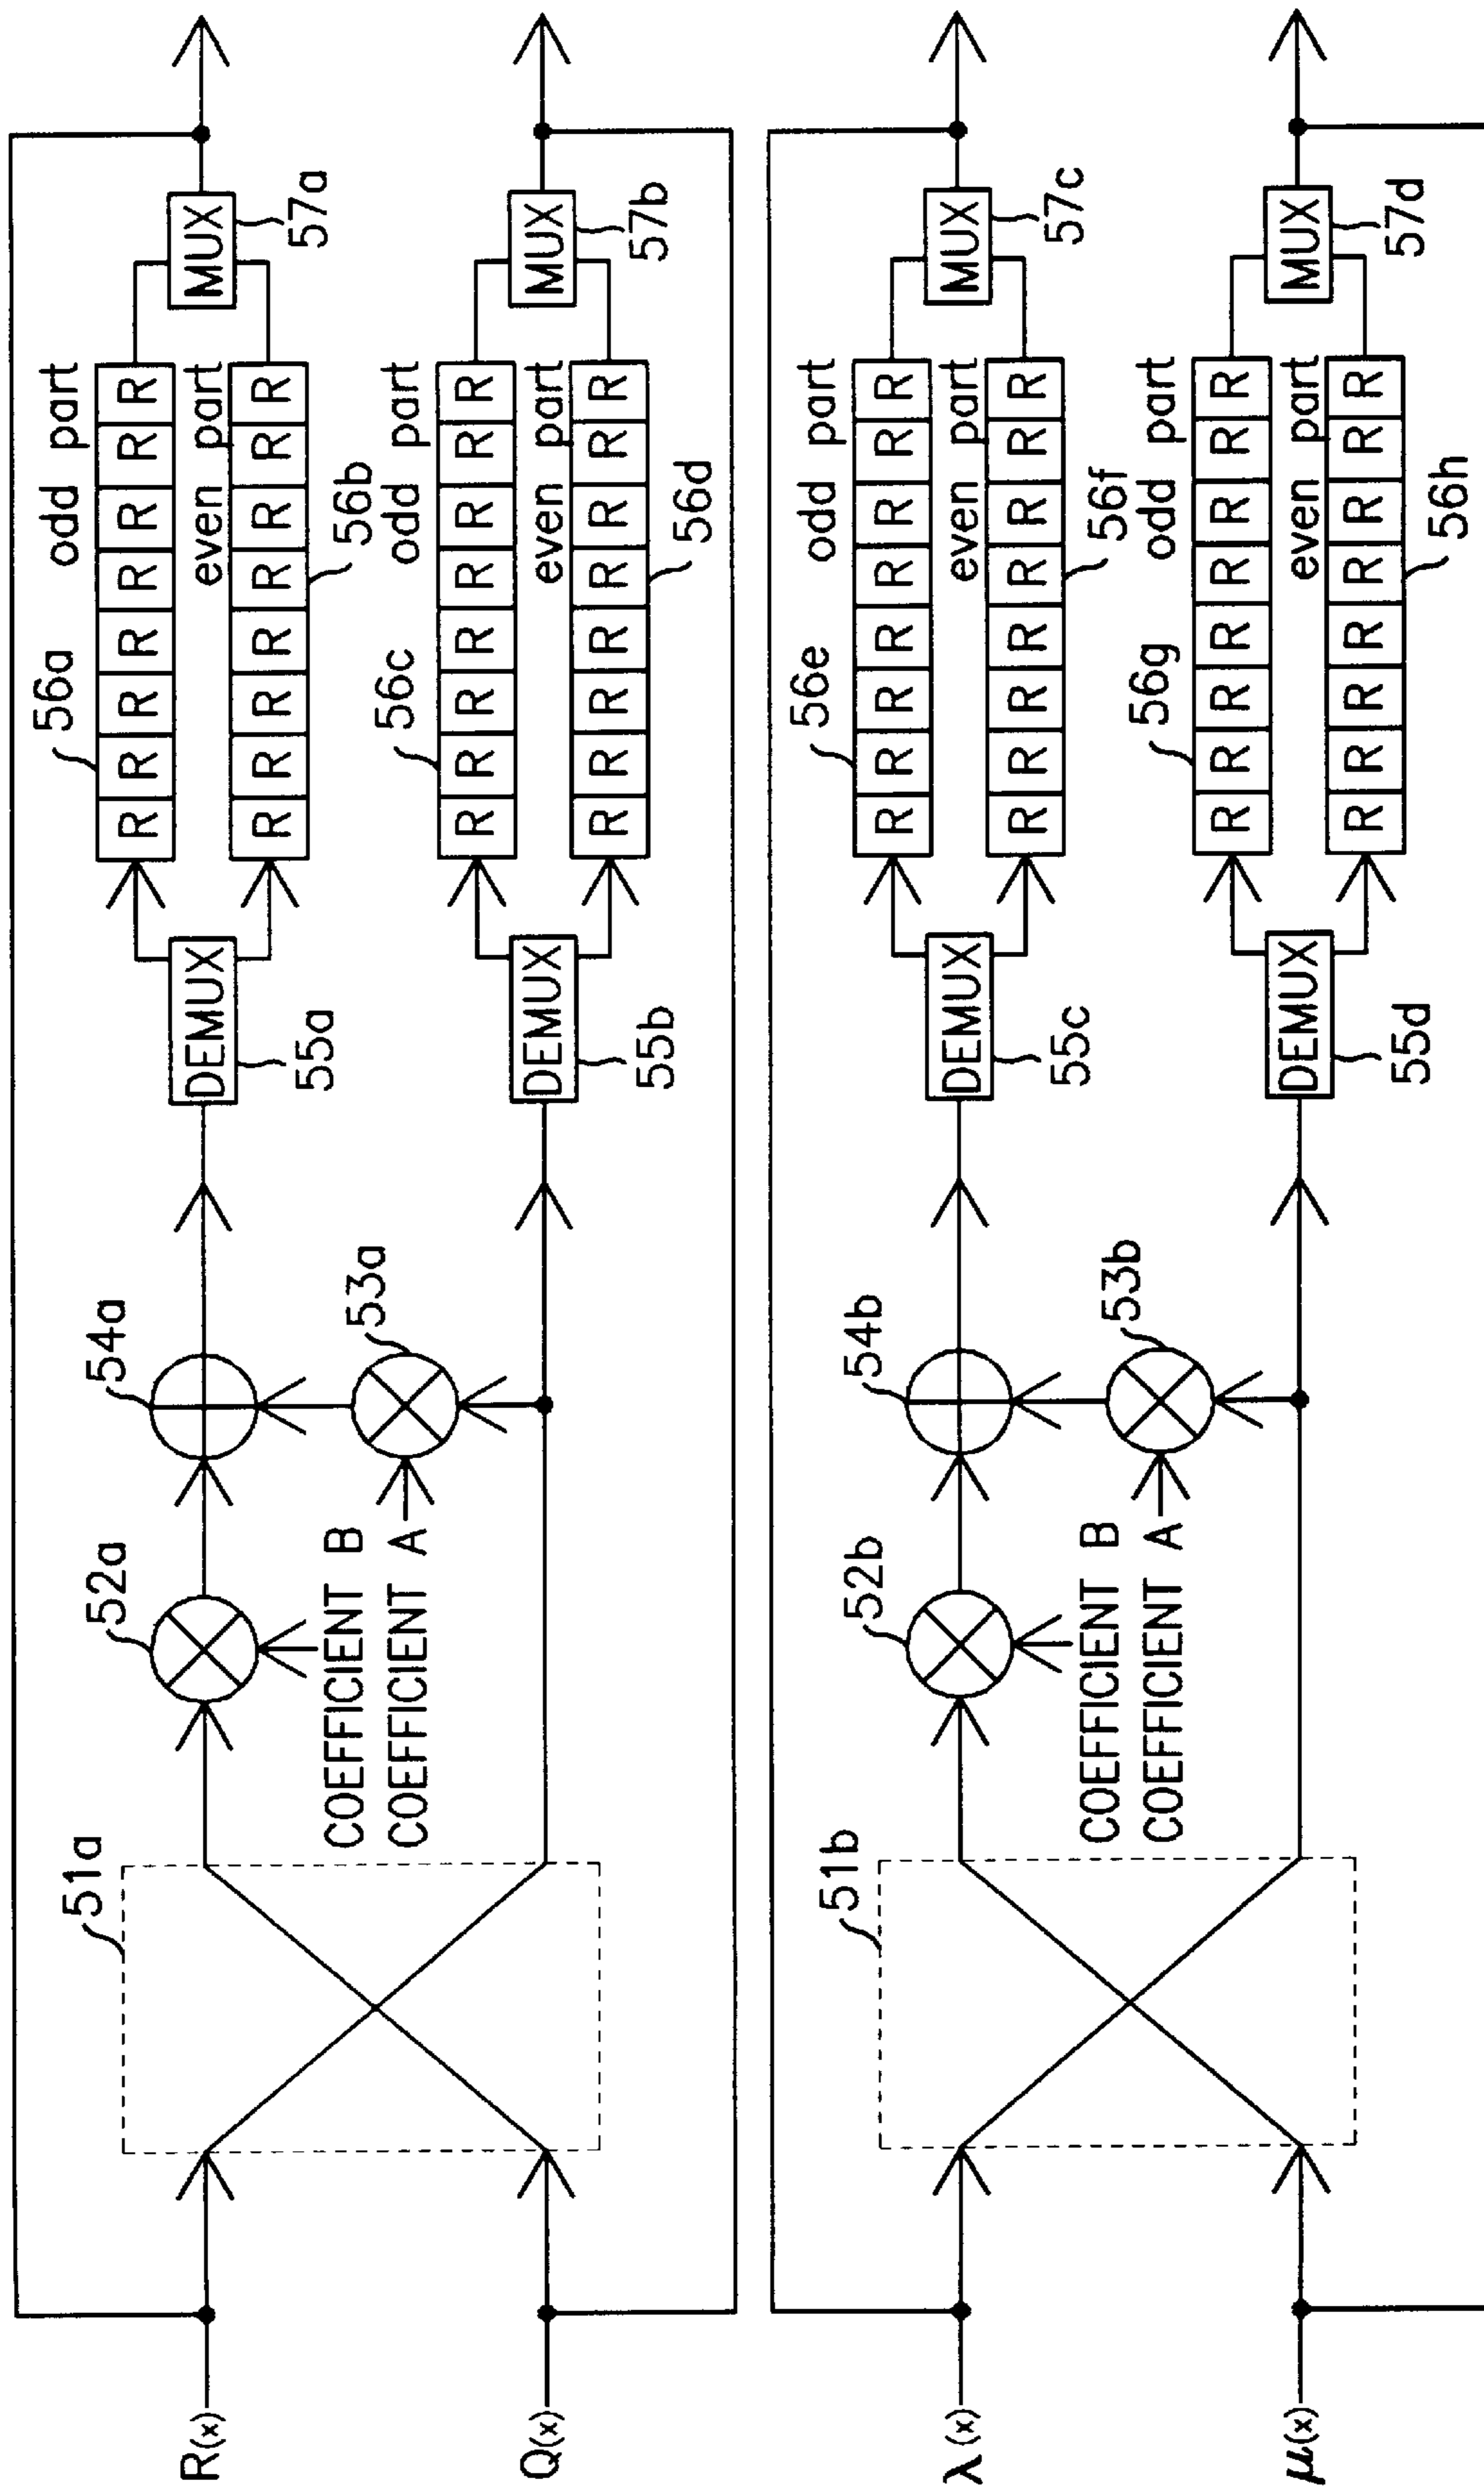 R(x)
51a
52a
54a
COEFFICIENT B
COEFFICIENT A
53a
DEMUX
55a
56a
odd part
R R R R R R R R
even part
R R R R R R R R
56b
MUX
57a
Q(x)
DEMUX
55b
56c
odd part
R R R R R R R R
even part
R R R R R R R R
56d
MUX
57b
λ(x)
51b
52b
54b
COEFFICIENT B
COEFFICIENT A
53b
DEMUX
55c
56e
odd part
R R R R R R R R
even part
R R R R R R R R
56f
MUX
57c
μ(x)
DEMUX
55d
56g
odd part
R R R R R R R R
even part
R R R R R R R R
56h
MUX
57d